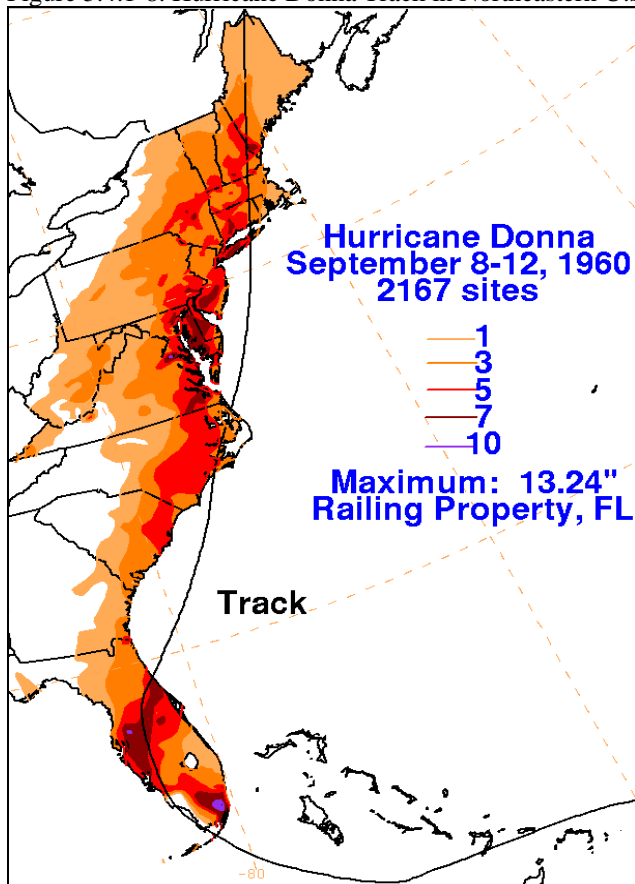 Hurricane Donna
September 8-12, 1960
2167 sites
1
3
5
7
10
Maximum: 13.24"
Railing Property, FL
Track
-80